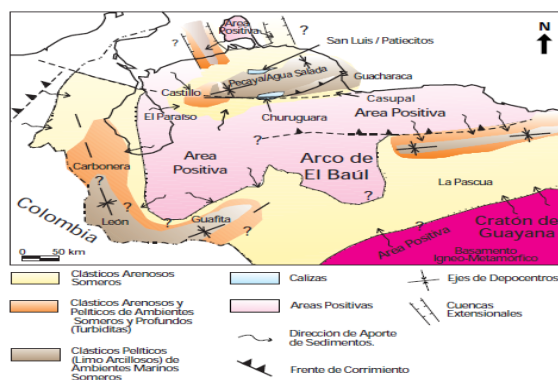 Area
Positiva
N
San Luis / Patiecitos
Pecaya/Agua Salada
Guacharaca
Castillo
Casupal
El Paraíso
Churuguara
Area Positiva
Area
Positiva
Arco de
El Baúl
Carbonera
La Pascua
León
Guafita
Colombia
Cratón de
Guayana
Area Positiva
Basamento
Igneo-Metamorfico
0 50 km
?
?
?
?
?
?
?
?
?
?
Clásticos Arenosos
Someros
Clásticos Arenosos y
Pelíticos de Ambientes
Someros y Profundos
(Turbiditas)
Clásticos Pelíticos
(Limo Arcillosos) de
Ambientes Marinos
Someros
Calizas
Areas Positivas
Dirección de Aporte
de Sedimentos.
Frente de Corrimiento
Ejes de Depocentros
Cuencas
Extensionales